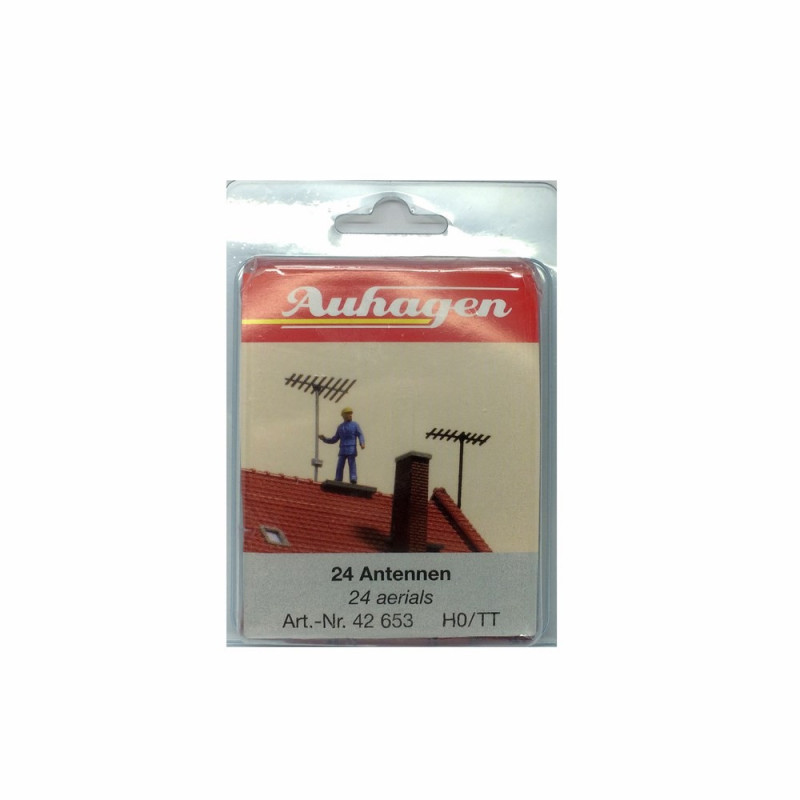 Auhagen
24 Antennen
24 aerials
Art.-Nr. 42 653 H0/TT